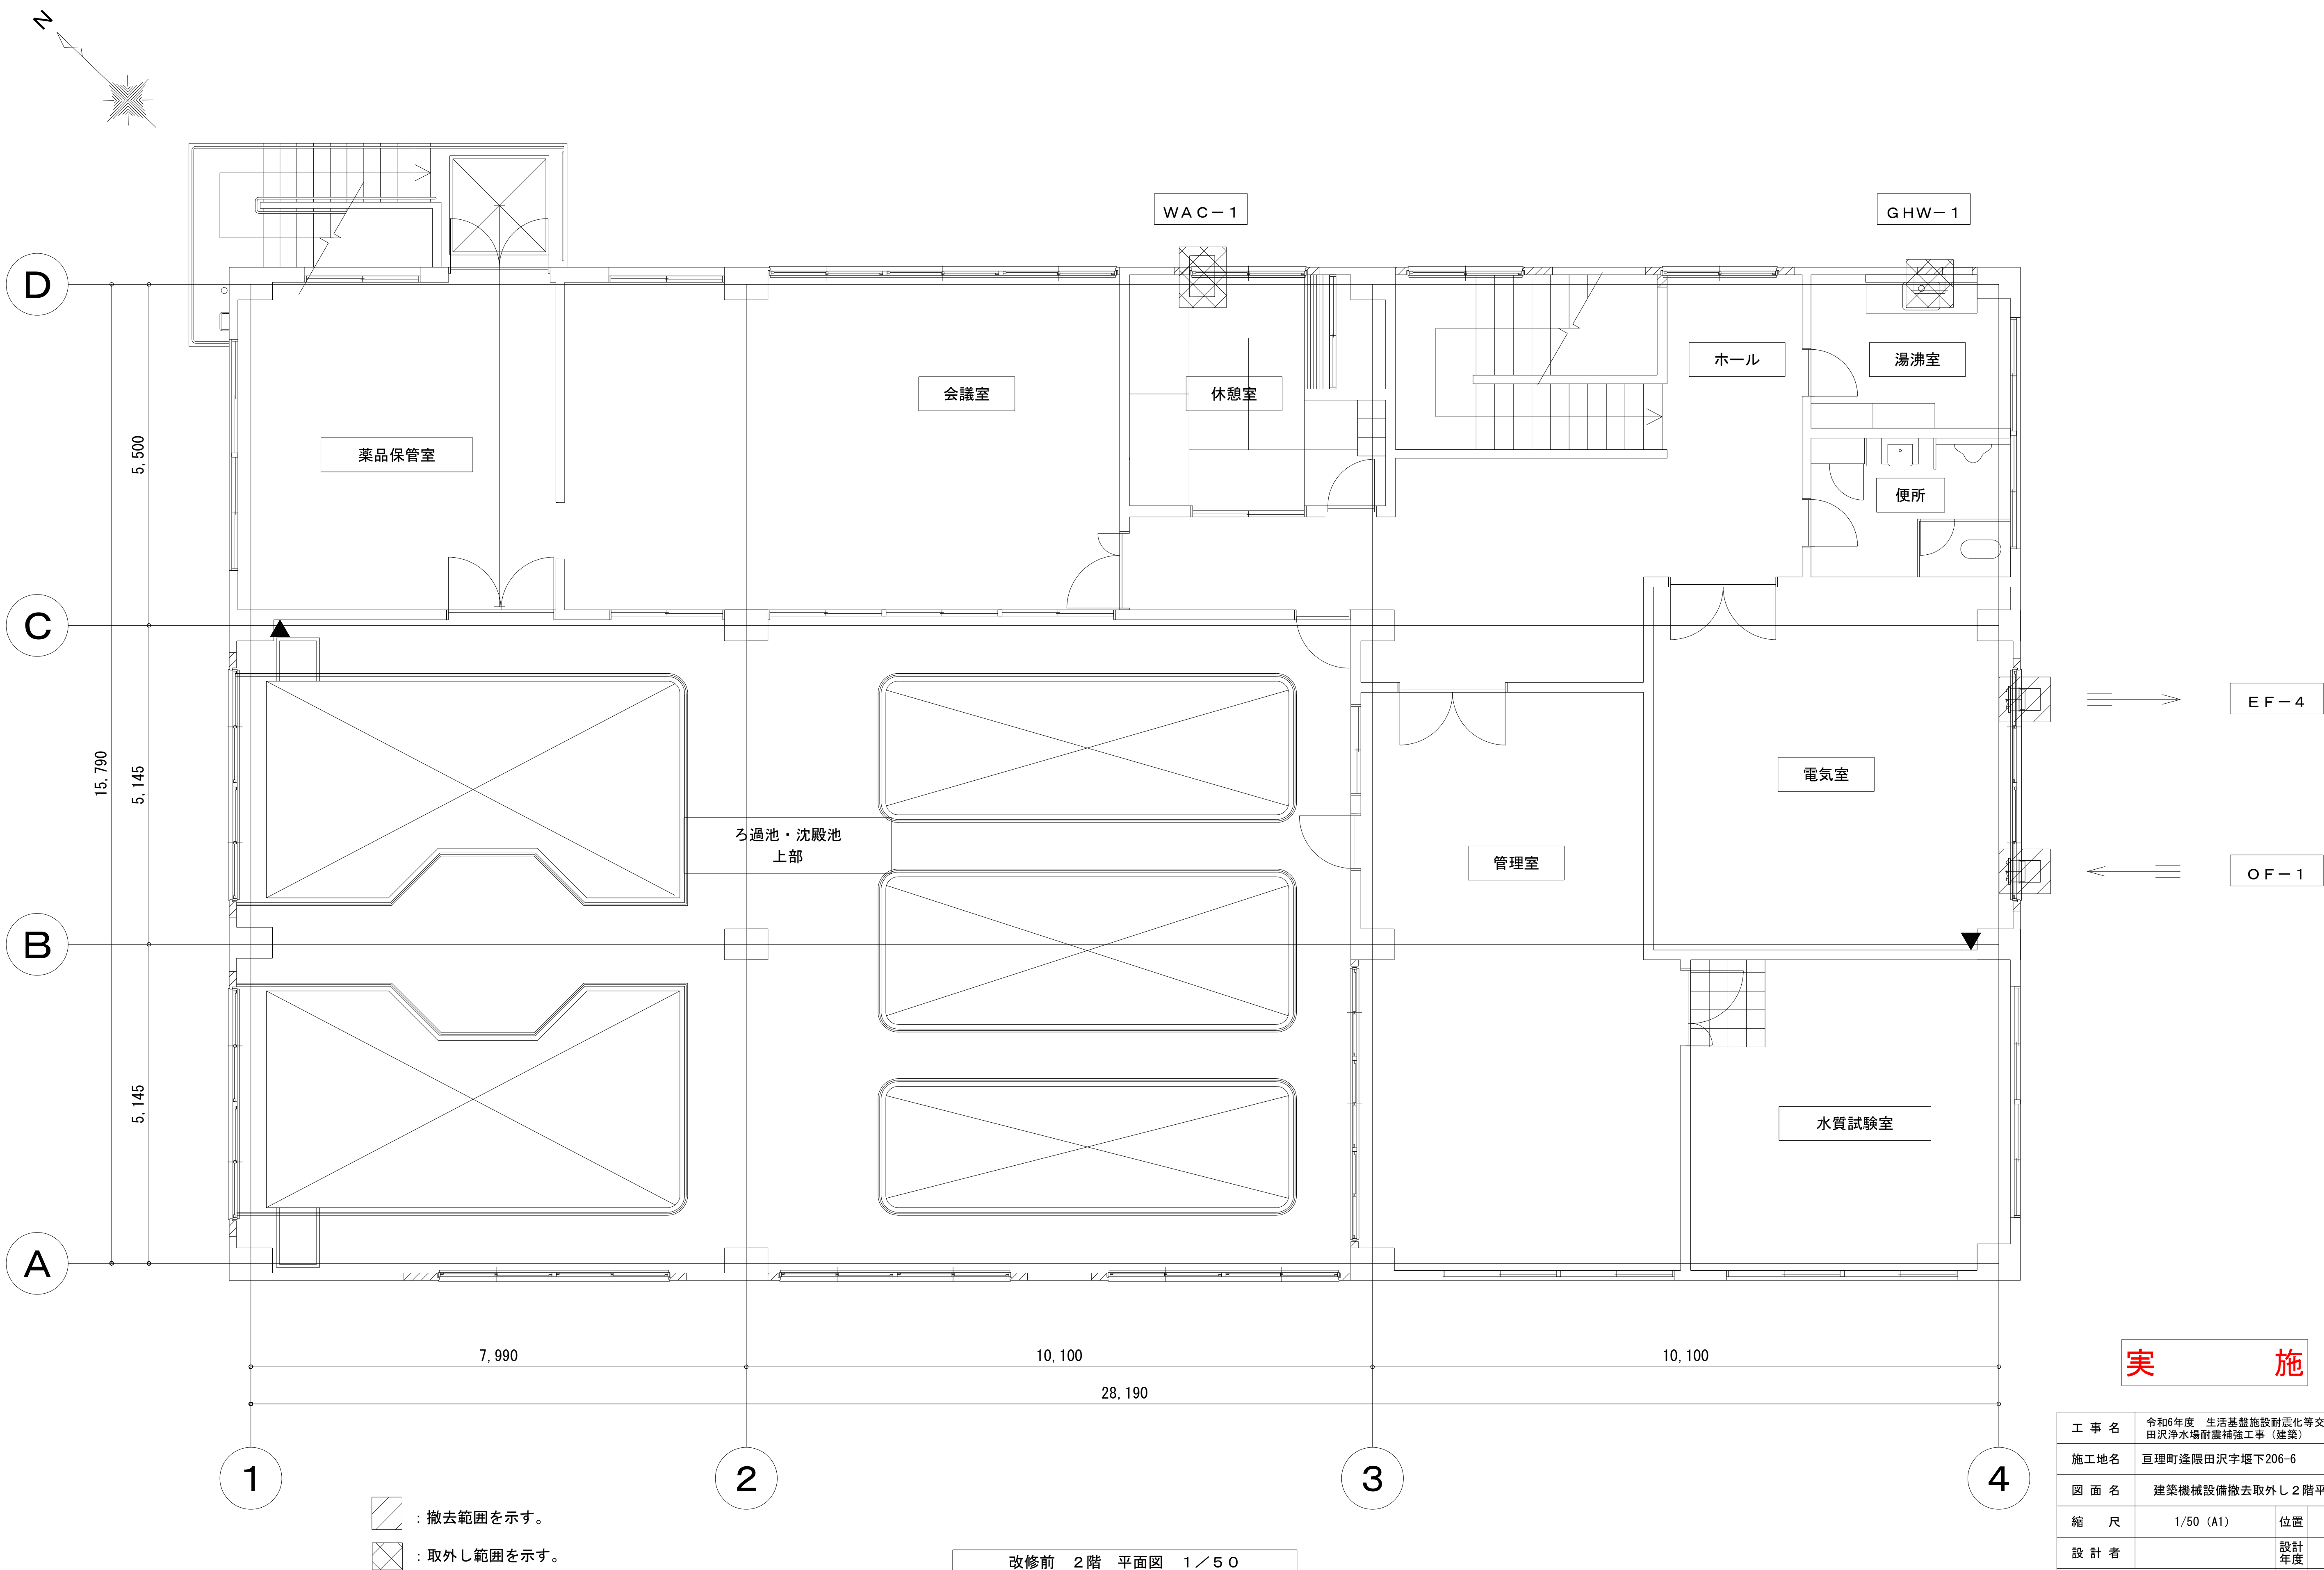 N
WAC－1
GHW－1
D
ホール
湯沸室
会議室
休憩室
5,500
薬品保管室
便所
C
EF－4
15,790
5,145
電気室
ろ過池・沈殿池
上部
管理室
OF－1
B
5,145
水質試験室
A
7,990
10,100
10,100
28,190
実　施
1
2
3
4
工事名
令和6年度　生活基盤施設耐震化等交
田沢浄水場耐震補強工事（建築）
施工地名
亘理町逢隈田沢字堰下206-6
図面名
建築機械設備撤去取外し２階平
縮　尺
1/50（A1）
位置
設計者
設計
年度
：撤去範囲を示す。
：取外し範囲を示す。
改修前　２階　平面図　１／５０